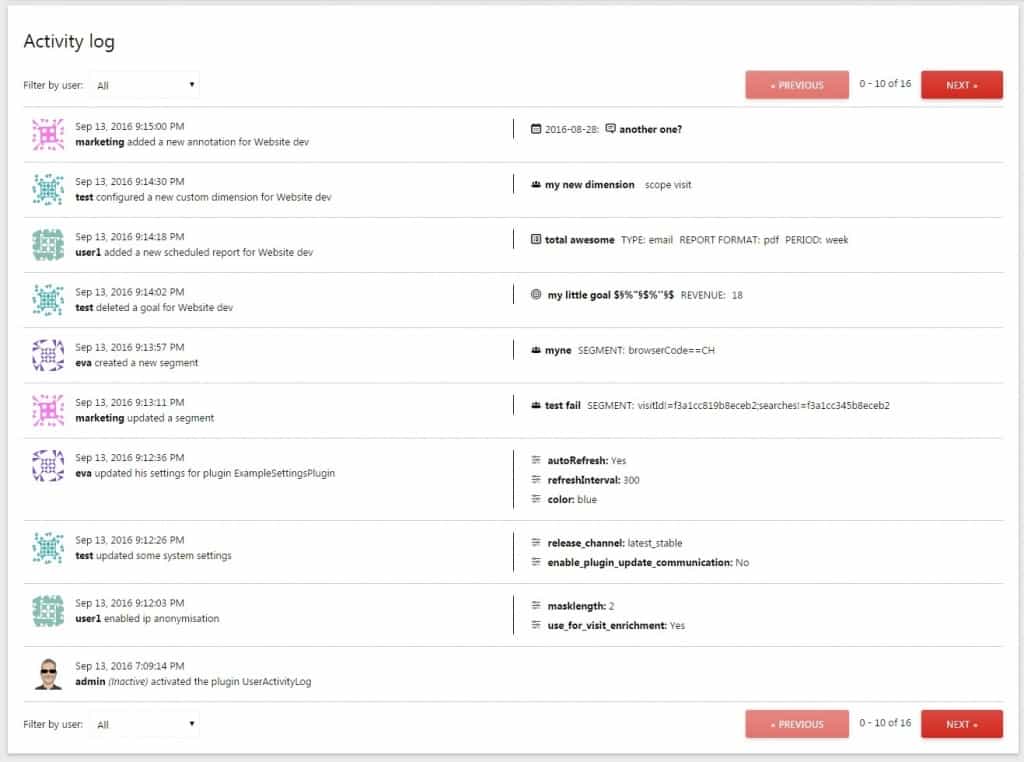 Activity log
Filter by user: All
« PREVIOUS 0 - 10 of 16 NEXT »
Sep 13, 2016 9:15:00 PM
marketing added a new annotation for Website dev
2016-08-28: another one?
Sep 13, 2016 9:14:30 PM
test configured a new custom dimension for Website dev
my new dimension scope visit
Sep 13, 2016 9:14:18 PM
user1 added a new scheduled report for Website dev
total awesome TYPE: email REPORT FORMAT: pdf PERIOD: week
Sep 13, 2016 9:14:02 PM
test deleted a goal for Website dev
my little goal $§%"§$%"§$ REVENUE: 18
Sep 13, 2016 9:13:57 PM
eva created a new segment
myne SEGMENT: browserCode==CH
Sep 13, 2016 9:13:11 PM
marketing updated a segment
test fail SEGMENT: visitId!=f3a1cc819b8eceb2;searches!=f3a1cc345b8eceb2
Sep 13, 2016 9:12:36 PM
eva updated his settings for plugin ExampleSettingsPlugin
autoRefresh: Yes
refreshInterval: 300
color: blue
Sep 13, 2016 9:12:26 PM
test updated some system settings
release_channel: latest_stable
enable_plugin_update_communication: No
Sep 13, 2016 9:12:03 PM
user1 enabled ip anonymisation
masklength: 2
use_for_visit_enrichment: Yes
Sep 13, 2016 7:09:14 PM
admin (Inactive) activated the plugin UserActivityLog
Filter by user: All
« PREVIOUS 0 - 10 of 16 NEXT »